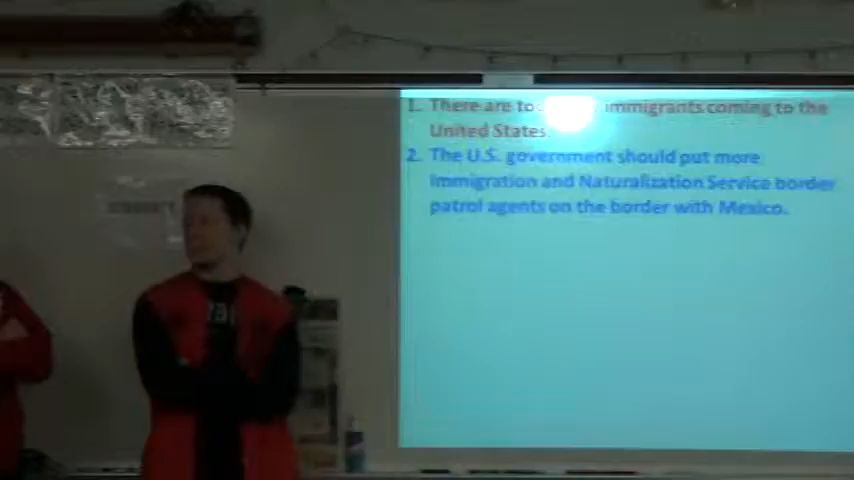 1. There are to immigrants coming to the
United States.
2. The U.S. government should put more
Immigration and Naturalization Service border
patrol agents on the border with Mexico.